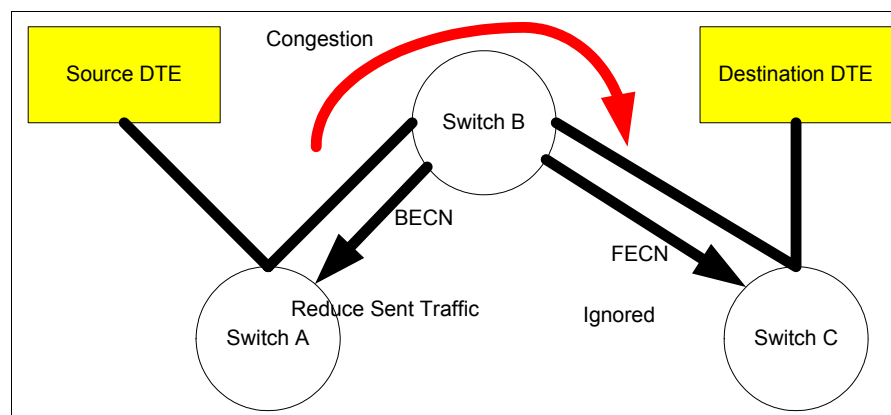 Congestion
Source DTE
Destination DTE
Switch B
BECN
FECN
Reduce Sent Traffic
Ignored
Switch A
Switch C